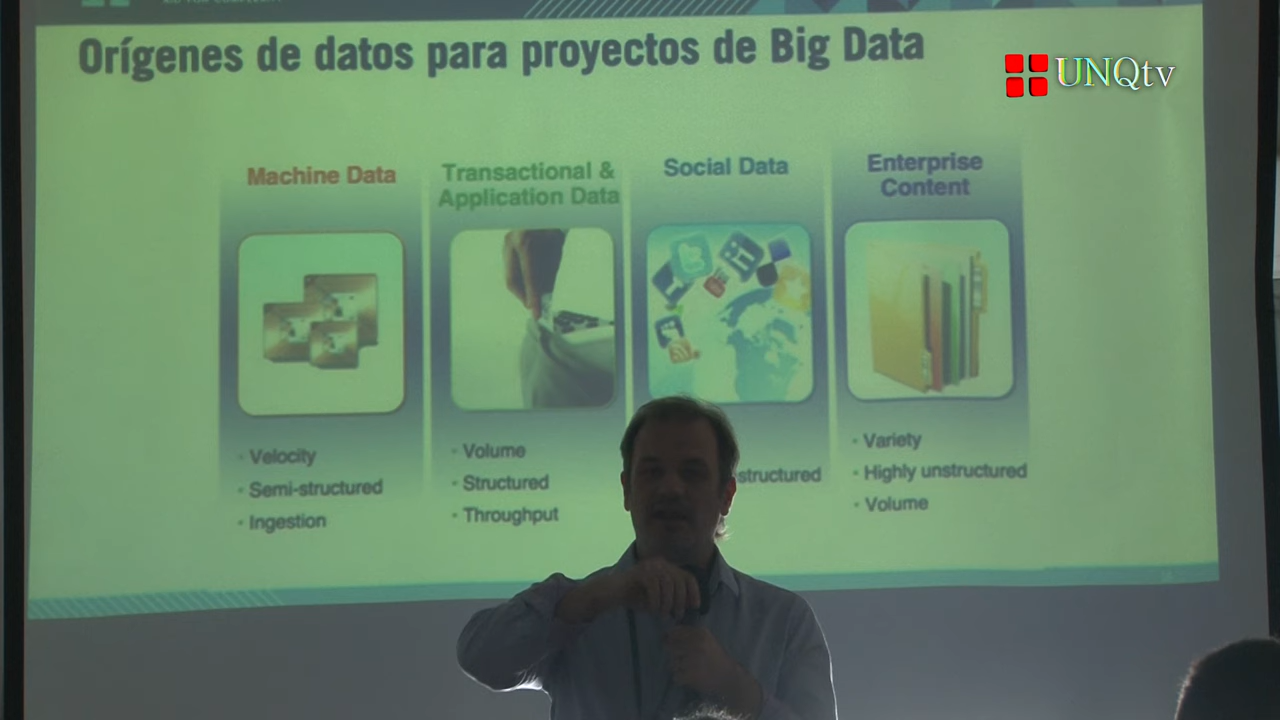 Orígenes de datos para proyectos de Big Data
UNQtv
Machine Data
Transactional &
Application Data
Social Data
Enterprise
Content
· Velocity
· Semi-structured
· Ingestion
· Volume
· Structured
· Throughput
structured
· Variety
· Highly unstructured
· Volume